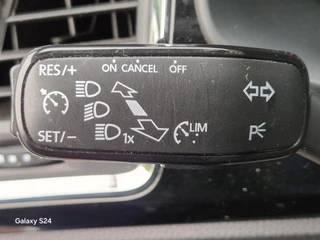 RES/+ ON CANCEL OFF
SET/- 1x LIM P
Galaxy S24